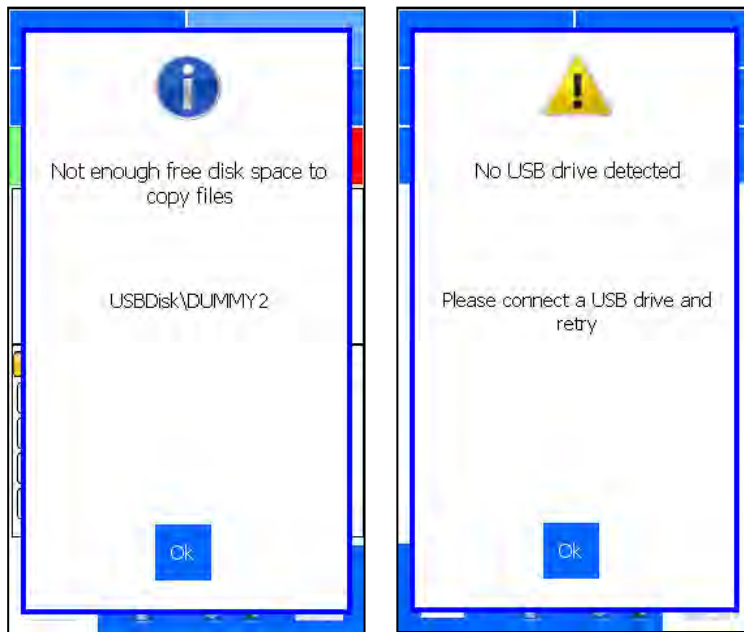 Not enough free disk space to
copy files
USBDisk\DUMMY2
Ok
No USB drive detected
Please connect a USB drive and
retry
Ok